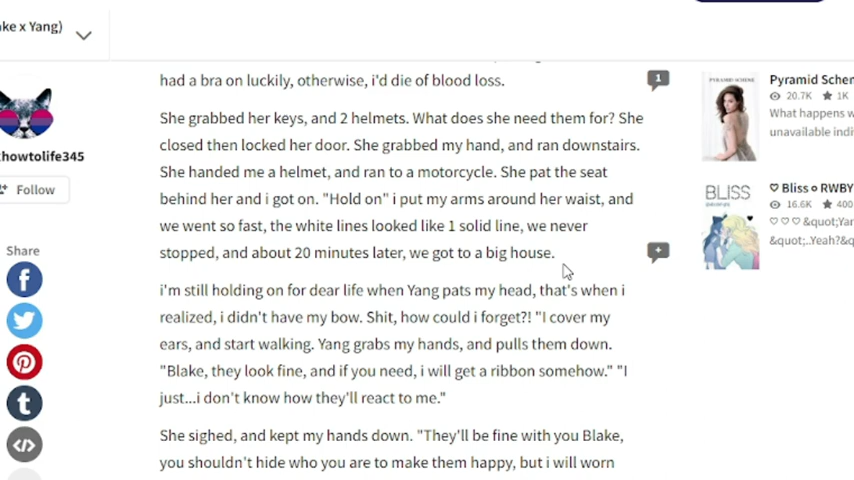 ke x Yang)
had a bra on luckily, otherwise, i'd die of blood loss.
1
She grabbed her keys, and 2 helmets. What does she need them for? She
closed then locked her door. She grabbed my hand, and ran downstairs.
She handed me a helmet, and ran to a motorcycle. She pat the seat
behind her and i got on. "Hold on" i put my arms around her waist, and
we went so fast, the white lines looked like 1 solid line, we never
stopped, and about 20 minutes later, we got to a big house.
+
i'm still holding on for dear life when Yang pats my head, that's when i
realized, i didn't have my bow. Shit, how could i forget?! "I cover my
ears, and start walking. Yang grabs my hands, and pulls them down.
"Blake, they look fine, and if you need, i will get a ribbon somehow." "I
just...i don't know how they'll react to me."
She sighed, and kept my hands down. "They'll be fine with you Blake,
you shouldn't hide who you are to make them happy, but i will worn
howtolife345
Follow
Share
PYRAMID SCHEME
Pyramid Schem
20.7K ★ 1K
What happens w
unavailable indi
BLISS
♡ Bliss ∘ RWBY
16.6K ★ 400
♡ ♡ ♡ &quot;Yar
&quot;..Yeah?&q